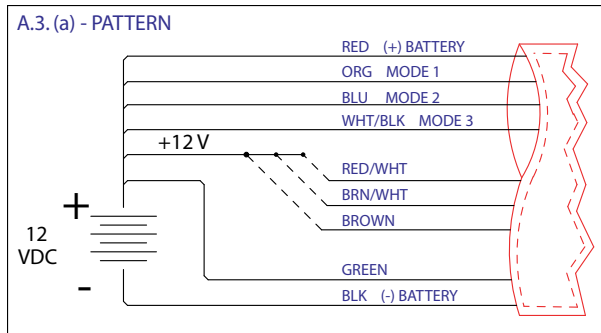 A.3. (a) - PATTERN
RED (+) BATTERY
ORG MODE 1
BLU MODE 2
WHT/BLK MODE 3
+12 V
RED/WHT
BRN/WHT
BROWN
+
12
VDC
-
GREEN
BLK (-) BATTERY